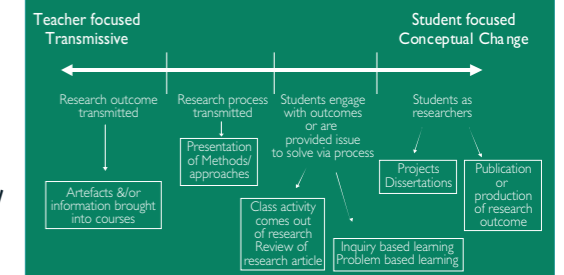 Teacher focused
Transmissive
Student focused
Conceptual Change
Research outcome
transmitted
Research process
transmitted
Students engage
with outcomes
or are
provided issue
to solve via process
Students as
researchers
Presentation
of Methods/
approaches
Projects
Dissertations
Publication
or
production
of research
outcome
Artefacts &/or
information brought
into courses
Class activity
comes out
of research
Review of
research article
Inquiry based learning
Problem based learning